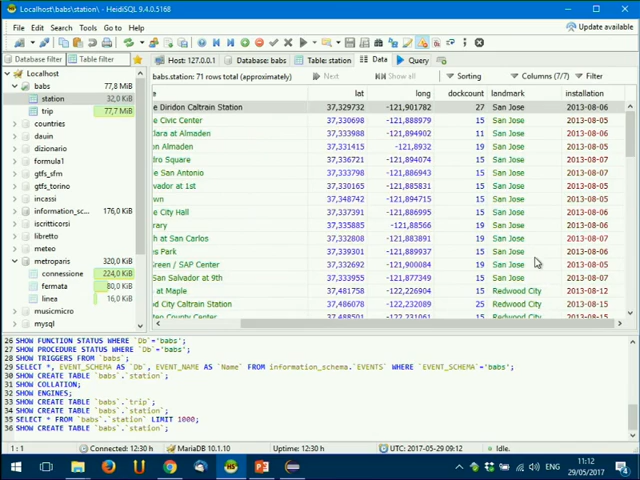 Localhost\babs\station\ - HeidiSQL 9.4.0.5168
File Edit Search Tools Go to Help
Update available
Database filter Table filter Host: 127.0.0.1 Database: babs Table: station Data Query
Localhost
babs 77,8 MiB
station 32,0 KiB
trip 77,7 MiB
countries
dauin
dizionario
formula1
gtfs_sfm
gtfs_torino
incassi
information_sc... 176,0 KiB
iscritticorsi
libretto
meteo
metroparis 320,0 KiB
connessione 224,0 KiB
fermata 80,0 KiB
linea 16,0 KiB
musicmicro
mysql
babs.station: 71 rows total (approximately) Next Show all Sorting Columns (7/7) Filter
lat long dockcount landmark installation
e Diridon Caltrain Station 37,329732 -121,901782 27 San Jose 2013-08-06
e Civic Center 37,330698 -121,888979 15 San Jose 2013-08-05
Clara at Almaden 37,333988 -121,894902 11 San Jose 2013-08-06
on Almaden 37,331415 -121,8932 19 San Jose 2013-08-05
dro Square 37,336721 -121,894074 15 San Jose 2013-08-07
e San Antonio 37,333798 -121,886943 15 San Jose 2013-08-07
vador at 1st 37,330165 -121,885831 15 San Jose 2013-08-05
wn 37,348742 -121,894715 15 San Jose 2013-08-05
e City Hall 37,337391 -121,886995 15 San Jose 2013-08-06
rary 37,335885 -121,88566 19 San Jose 2013-08-07
h at San Carlos 37,332808 -121,883891 19 San Jose 2013-08-07
es Park 37,339301 -121,889937 15 San Jose 2013-08-05
Green / SAP Center 37,332692 -121,900084 19 San Jose 2013-08-05
San Salvador at 9th 37,333955 -121,877349 15 San Jose 2013-08-07
at Maple 37,481758 -122,226904 15 Redwood City 2013-08-12
od City Caltrain Station 37,486078 -122,232089 25 Redwood City 2013-08-15
26 SHOW FUNCTION STATUS WHERE `Db`='babs';
27 SHOW PROCEDURE STATUS WHERE `Db`='babs';
28 SHOW TRIGGERS FROM `babs`;
29 SELECT *, EVENT_SCHEMA AS `Db`, EVENT_NAME AS `Name` FROM information_schema.`EVENTS` WHERE `EVENT_SCHEMA`='babs';
30 SHOW CREATE TABLE `babs`.`station`;
31 SHOW COLLATION;
32 SHOW ENGINES;
33 SHOW CREATE TABLE `babs`.`trip`;
34 SHOW CREATE TABLE `babs`.`station`;
35 SELECT * FROM `babs`.`station` LIMIT 1000;
36 SHOW CREATE TABLE `babs`.`station`;
1 : 1 Connected: 12:30 h MariaDB 10.1.10 Uptime: 12:30 h UTC: 2017-05-29 09:12 Idle.
11:12
29/05/2017